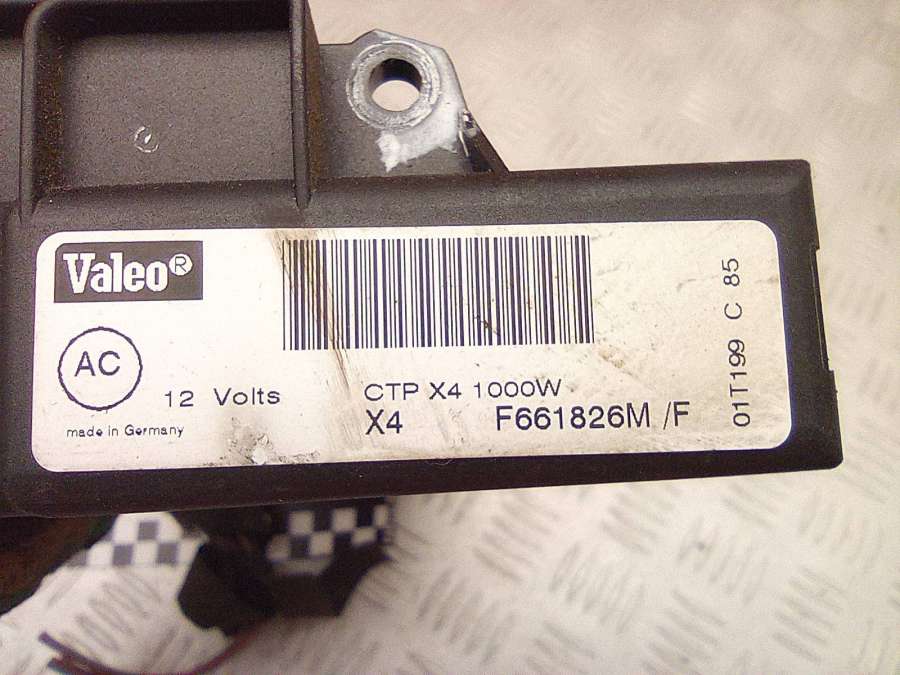 Valeo®
AC
12 Volts
made in Germany
CTP X4 1000W
X4 F661826M /F
01T199 C 85